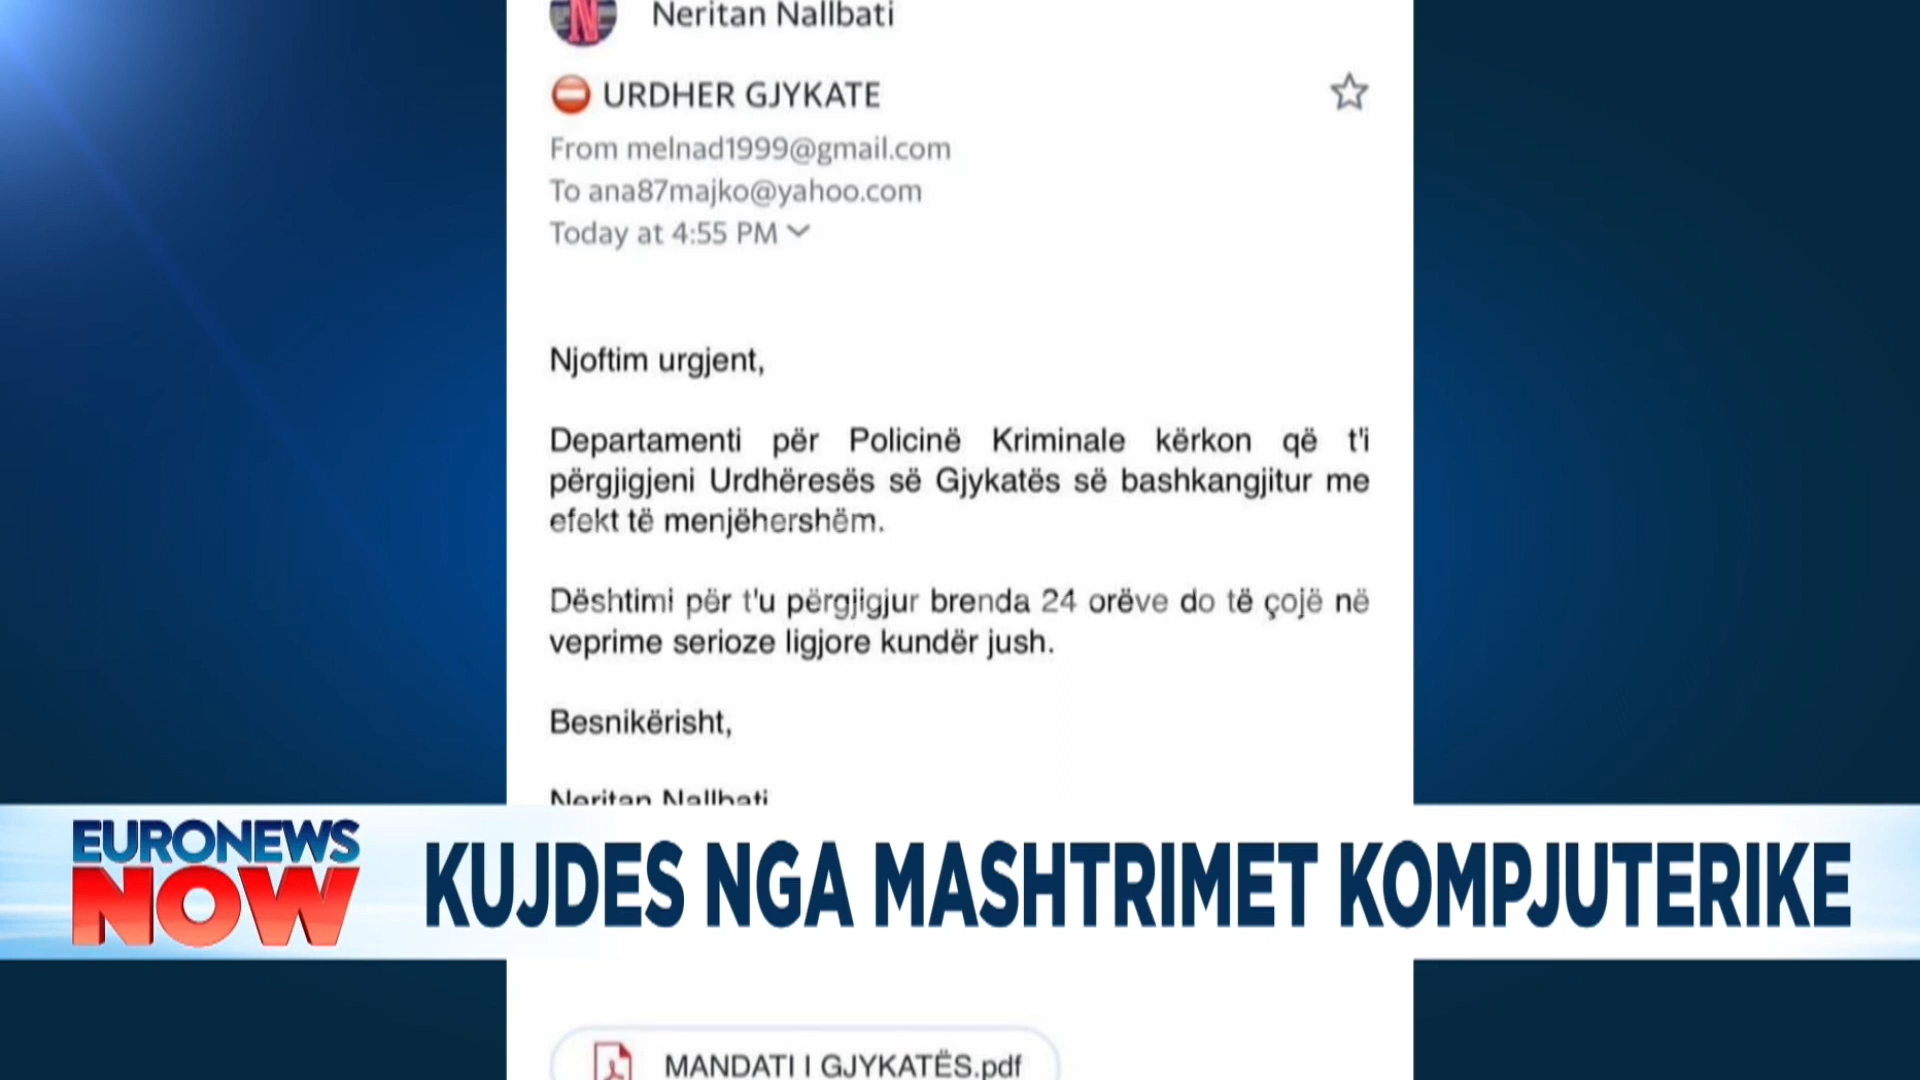 Neritan Nallbati
URDHER GJYKATE
From melnad1999@gmail.com
To ana87majko@yahoo.com
Today at 4:55 PM
Njoftim urgjent,
Departamenti për Policinë Kriminale kërkon që t'i
përgjigjeni Urdhëresës së Gjykatës së bashkangjitur me
efekt të menjëhershëm.
Dështimi për t'u përgjigjur brenda 24 orëve do të çojë në
veprime serioze ligjore kundër jush.
Besnikërisht,
Neritan Nallbati
EURONEWS
NOW
KUJDES NGA MASHTRIMET KOMPJUTERIKE
MANDATI I GJYKATËS.pdf